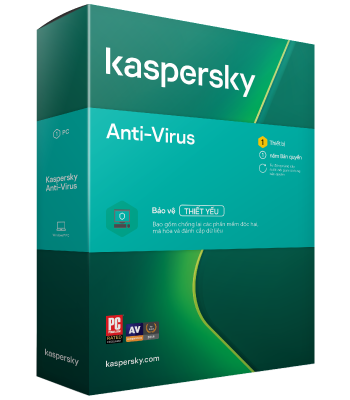 kaspersky
Anti-Virus
1 Thiết bị
1 năm bản quyền
Bảo vệ THIẾT YẾU
Bao gồm chống lại các phần mềm độc hại,
mã hóa và đánh cắp dữ liệu
PC
RATED
AV
kaspersky.com
PC
Kaspersky
Anti-Virus
kaspersky